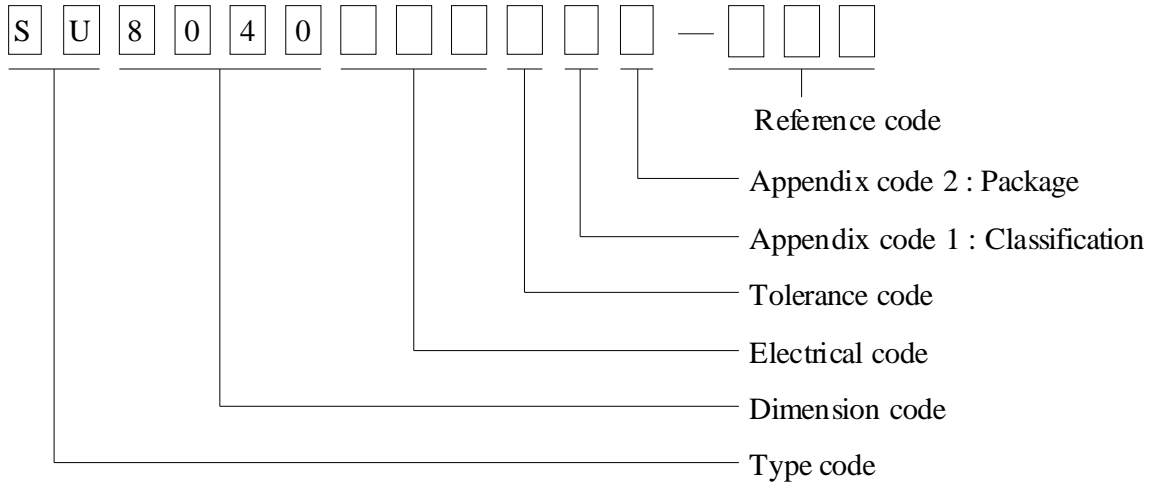 S U 8 0 4 0 —
Reference code
Appendix code 2 : Package
Appendix code 1 : Classification
Tolerance code
Electrical code
Dimension code
Type code